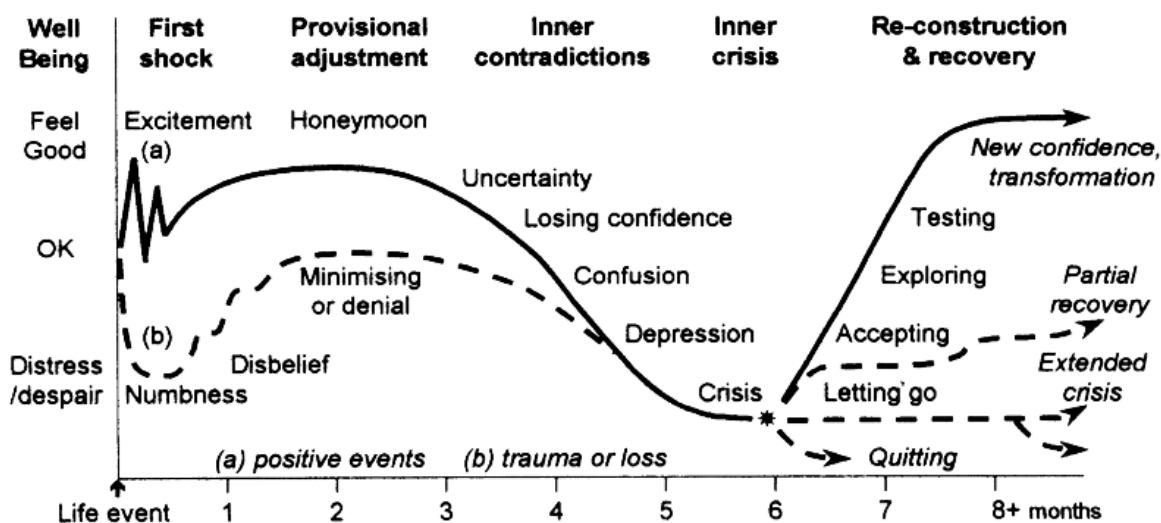 Well Being
First shock
Provisional adjustment
Inner contradictions
Inner crisis
Re-construction & recovery
Feel Good
Excitement
Honeymoon
(a)
New confidence, transformation
Uncertainty
Losing confidence
Testing
OK
Minimising or denial
Confusion
Exploring
Partial recovery
(b)
Disbelief
Depression
Accepting
Distress /despair
Numbness
Crisis
Letting go
Extended crisis
(a) positive events
(b) trauma or loss
Quitting
Life event
1
2
3
4
5
6
7
8+ months